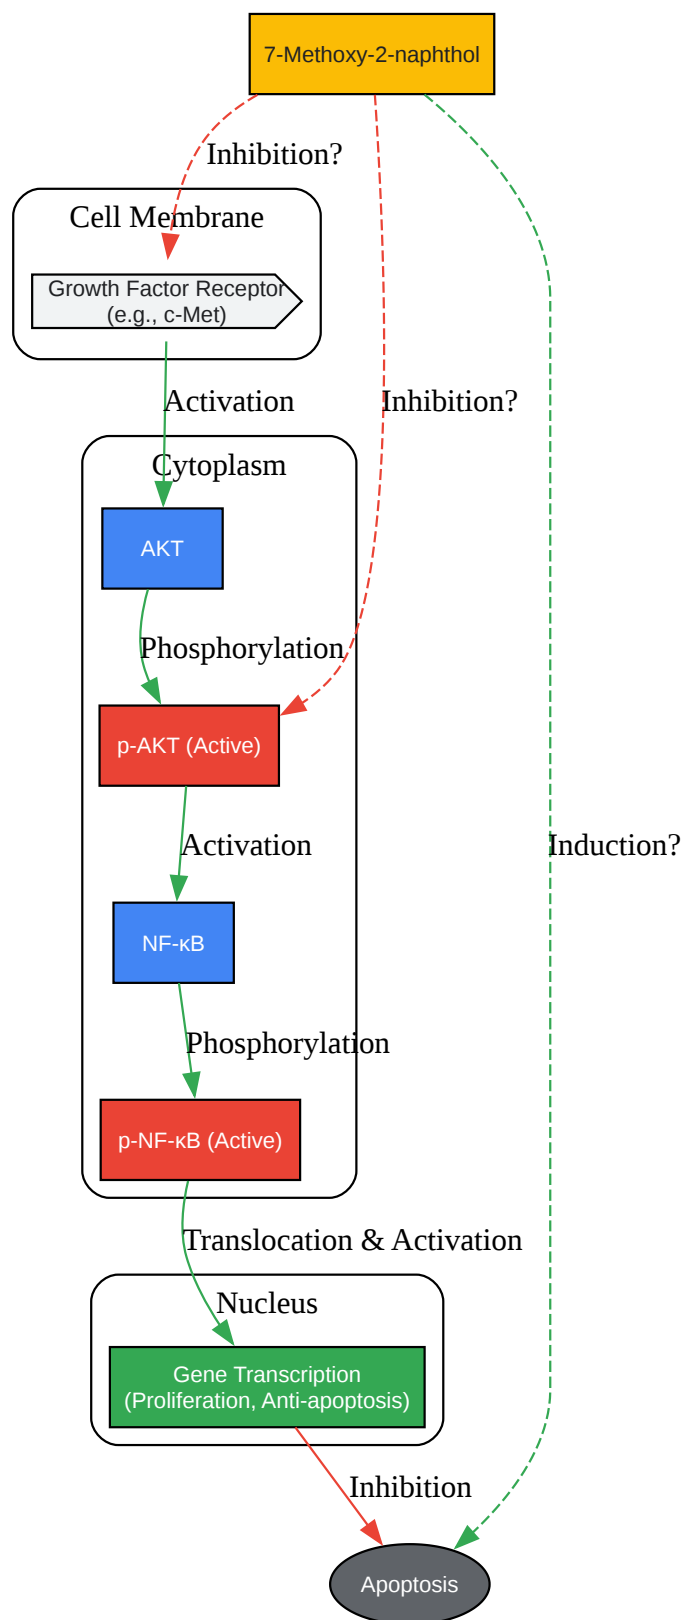 7-Methoxy-2-naphthol
Inhibition?
Cell Membrane
Growth Factor Receptor
(e.g., c-Met)
Activation
Inhibition?
Cytoplasm
AKT
Phosphorylation
p-AKT (Active)
Activation
Induction?
NF-κB
Phosphorylation
p-NF-κB (Active)
Translocation & Activation
Nucleus
Gene Transcription
(Proliferation, Anti-apoptosis)
Inhibition
Apoptosis